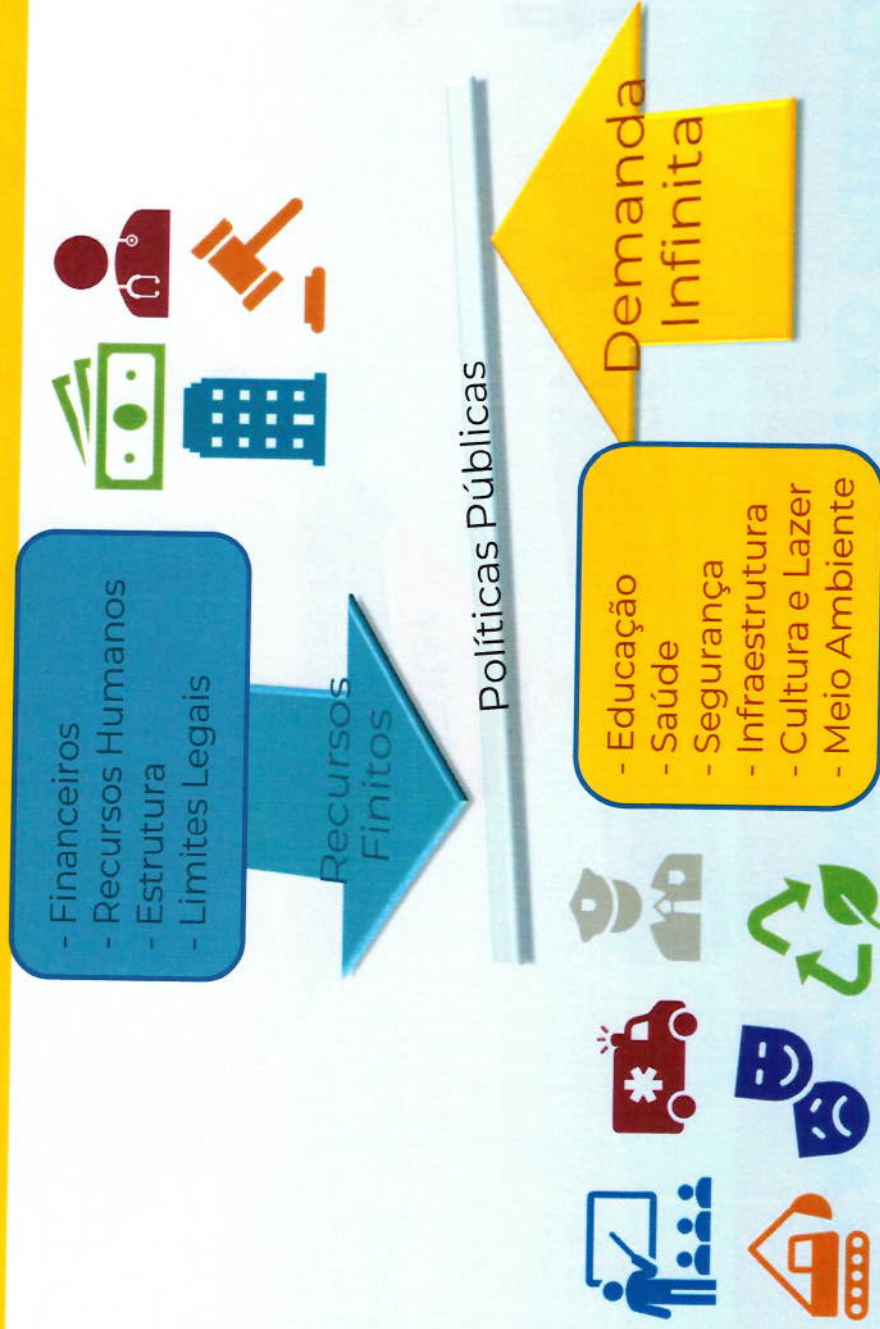 - Financeiros
- Recursos Humanos
- Estrutura
- Limites Legais
Recursos
Finitos
Políticas Públicas
- Educação
- Saúde
- Segurança
- Infraestrutura
- Cultura e Lazer
- Meio Ambiente
Demanda
Infinita